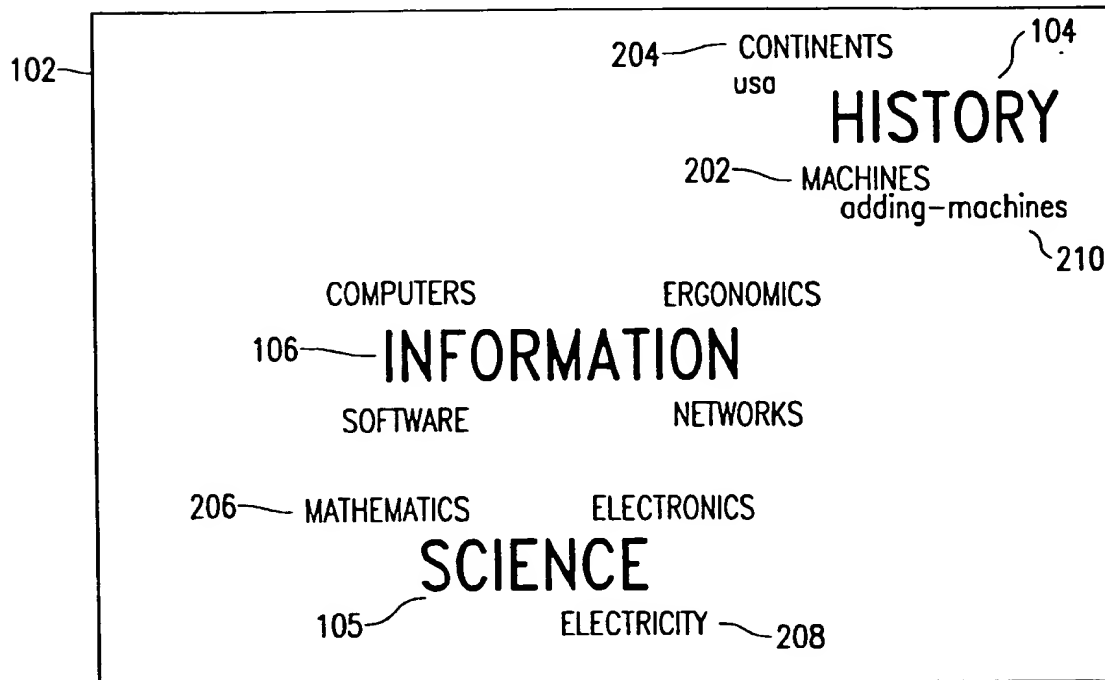 204 CONTINENTS 104
102
usa
HISTORY
202 MACHINES
adding-machines
210
COMPUTERS ERGONOMICS
106 INFORMATION
SOFTWARE NETWORKS
206 MATHEMATICS ELECTRONICS
SCIENCE
105 ELECTRICITY 208